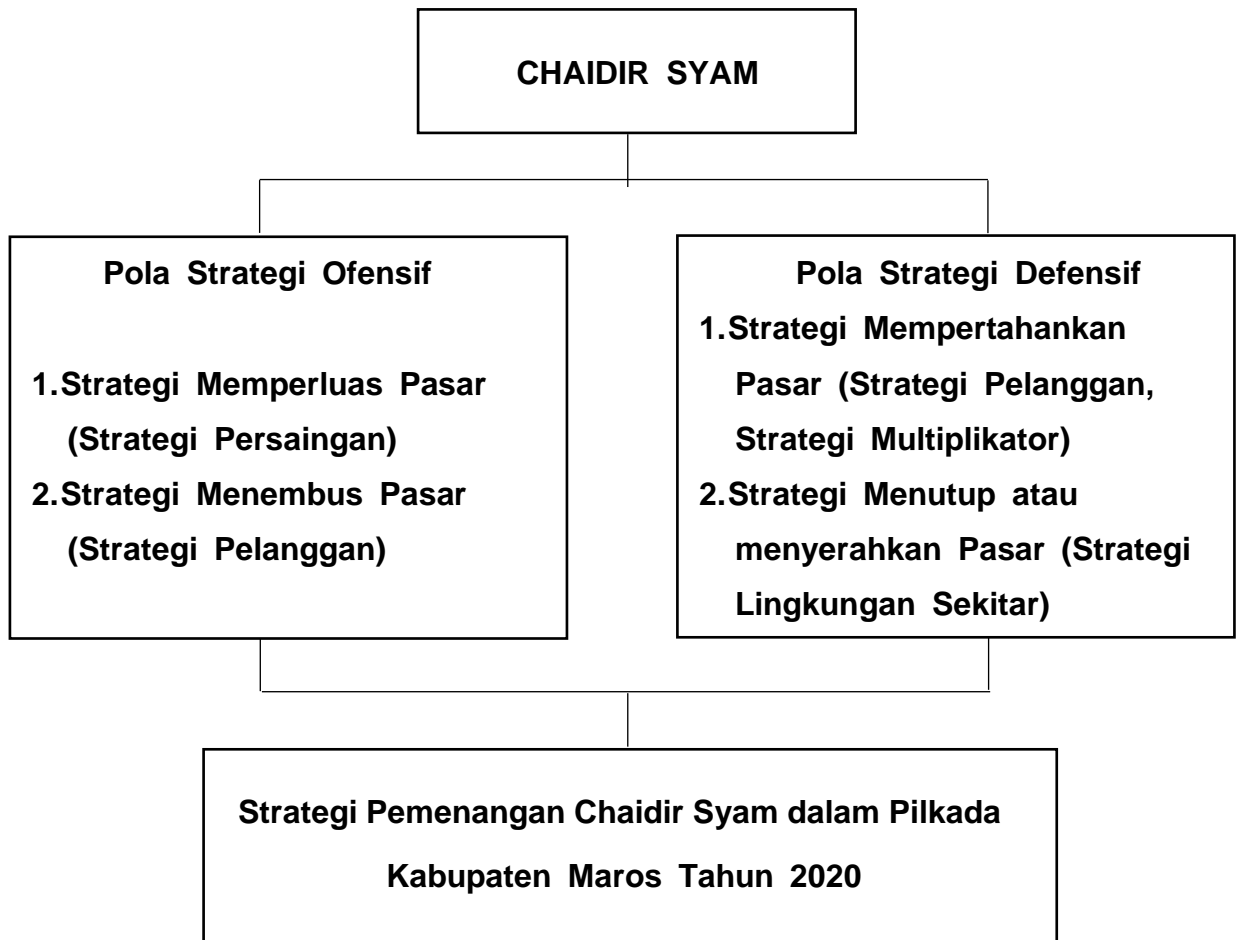 CHAIDIR SYAM
Pola Strategi Ofensif
1.Strategi Memperluas Pasar
(Strategi Persaingan)
2.Strategi Menembus Pasar
(Strategi Pelanggan)
Pola Strategi Defensif
1.Strategi Mempertahankan
Pasar (Strategi Pelanggan,
Strategi Multiplikator)
2.Strategi Menutup atau
menyerahkan Pasar (Strategi
Lingkungan Sekitar)
Strategi Pemenangan Chaidir Syam dalam Pilkada
Kabupaten Maros Tahun 2020